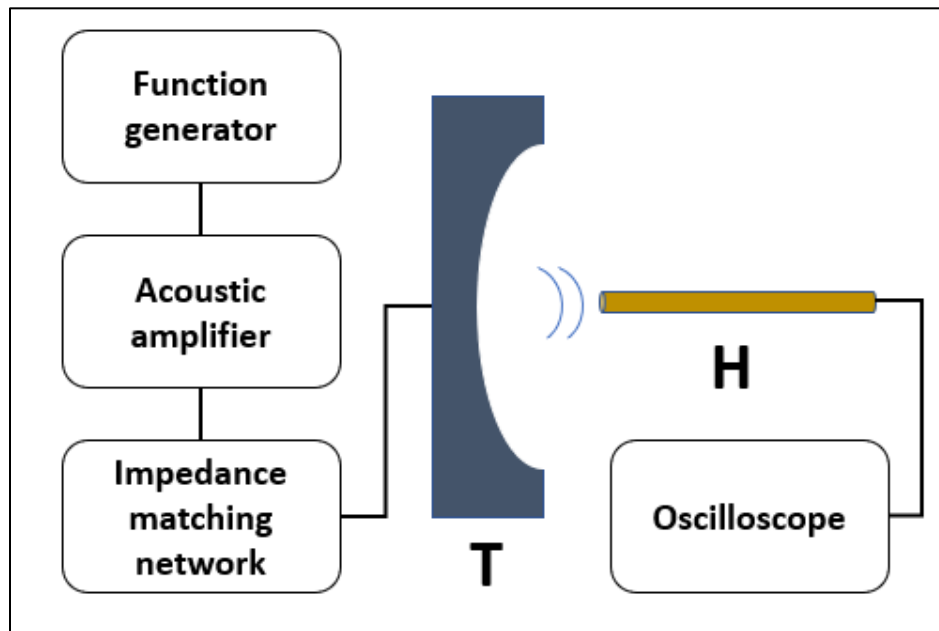 Function
generator
Acoustic
amplifier
Impedance
matching
network
T
H
Oscilloscope